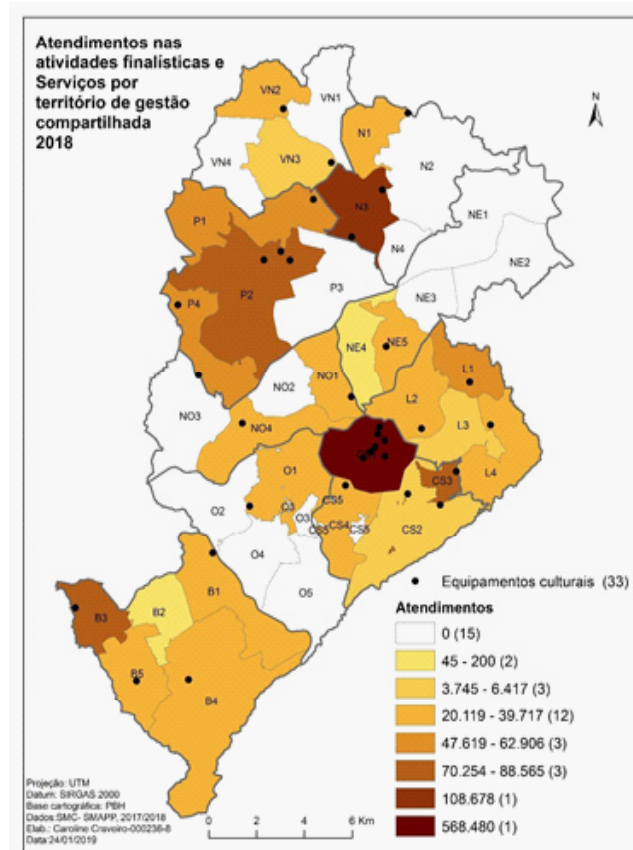 Atendimentos nas
atividades finalísticas e
Serviços por
território de gestão
compartilhada
2018
N
VN1
VN2
N1
VN4
VN3
N2
N3
NE1
P1
N4
NE2
P3
P2
P4
NE3
NE5
NE4
L1
NO1
NO2
L2
NO3
NO4
L3
O1
CS3
L4
O2
O3
O3
CS5
CS4
CS5
CS5
CS2
O4
O5
B1
B2
B3
B5
B4
Equipamentos culturais (33)
Atendimentos
0 (15)
45 - 200 (2)
3.745 - 6.417 (3)
20.119 - 39.717 (12)
47.619 - 62.906 (3)
70.254 - 88.565 (3)
108.678 (1)
568.480 (1)
Projeção: UTM
Datum: SIRGAS 2000
Base cartográfica: PBH
Dados:SMC- SMAPP, 2017/2018
Elab.: Caroline Craveiro-000236-8
Data:24/01/2019
0 2 4 6 Km